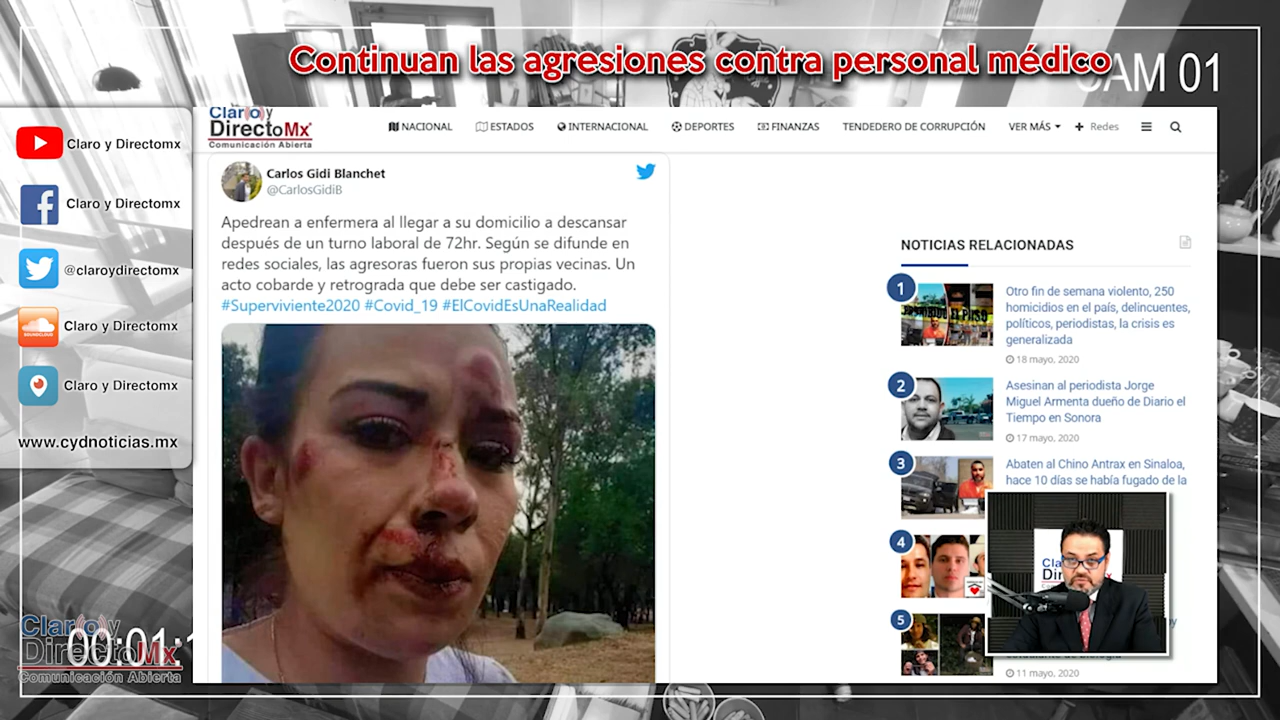 Continuan las agresiones contra personal médico
CAM 01
Claro y
DirectoMx
Comunicación Abierta
NACIONAL
ESTADOS
INTERNACIONAL
DEPORTES
FINANZAS
TENDEDERO DE CORRUPCIÓN
VER MÁS
Redes
Claro y Directomx
Claro y Directomx
@claroydirectomx
SOUNDCLOUD
Claro y Directomx
Claro y Directomx
www.cydnoticias.mx
Carlos Gidi Blanchet
@CarlosGidiB
Apedrean a enfermera al llegar a su domicilio a descansar
después de un turno laboral de 72hr. Según se difunde en
redes sociales, las agresoras fueron sus propias vecinas. Un
acto cobarde y retrograda que debe ser castigado.
#Superviviente2020 #Covid_19 #ElCovidEsUnaRealidad
NOTICIAS RELACIONADAS
1
Otro fin de semana violento, 250
homicidios en el país, delincuentes,
políticos, periodistas, la crisis es
generalizada
18 mayo, 2020
2
Asesinan al periodista Jorge
Miguel Armenta dueño de Diario el
Tiempo en Sonora
17 mayo, 2020
3
Abaten al Chino Antrax en Sinaloa,
hace 10 días se había fugado de la
4
5
11 mayo, 2020
Claro y
DirectoMx
Comunicación Abierta
00:01:1